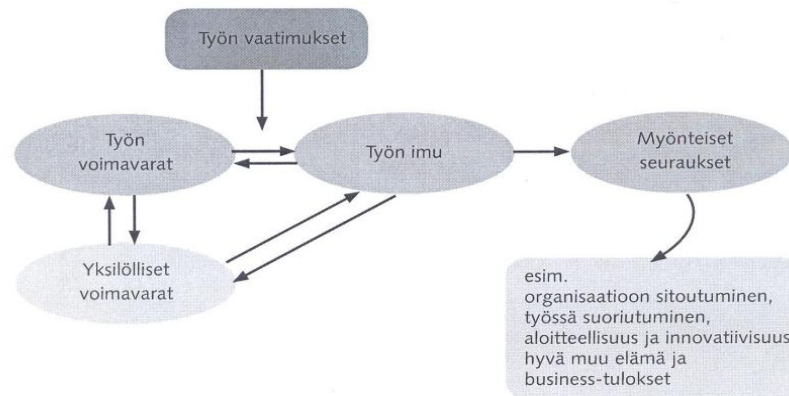 Työn vaatimukset
Työn
voimavarat
Työn imu
Myönteiset
seuraukset
Yksilölliset
voimavarat
esim.
organisaatioon sitoutuminen,
työssä suoriutuminen,
aloitteellisuus ja innovatiivisuus
hyvä muu elämä ja
business-tulokset